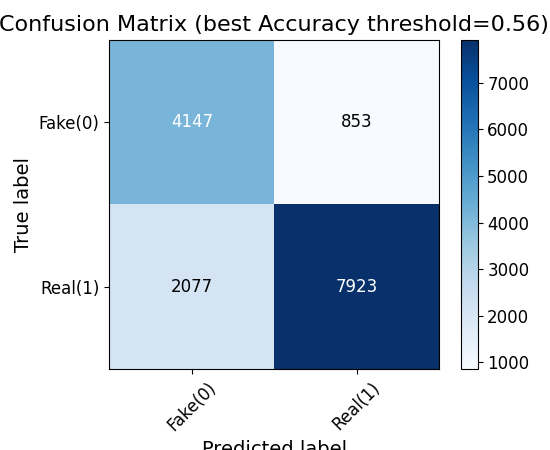 Confusion Matrix (best Accuracy threshold=0.56)
7000
4147 853
Fake(0)
6000
5000
True label
4000
2077 7923
Real(1)
3000
2000
1000
Fake(0) Real(1)
Predicted label